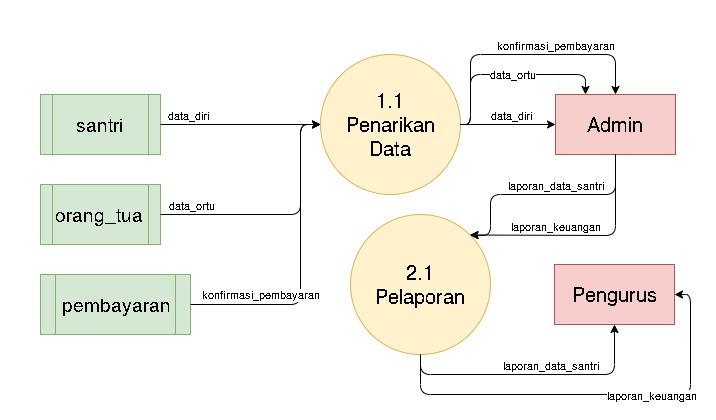 konfirmasi_pembayaran
data_ortu
data_diri
santri
data_diri
1.1
Penarikan
Data
Admin
orang_tua
data_ortu
laporan_data_santri
laporan_keuangan
pembayaran
konfirmasi_pembayaran
2.1
Pelaporan
Pengurus
laporan_data_santri
laporan_keuangan